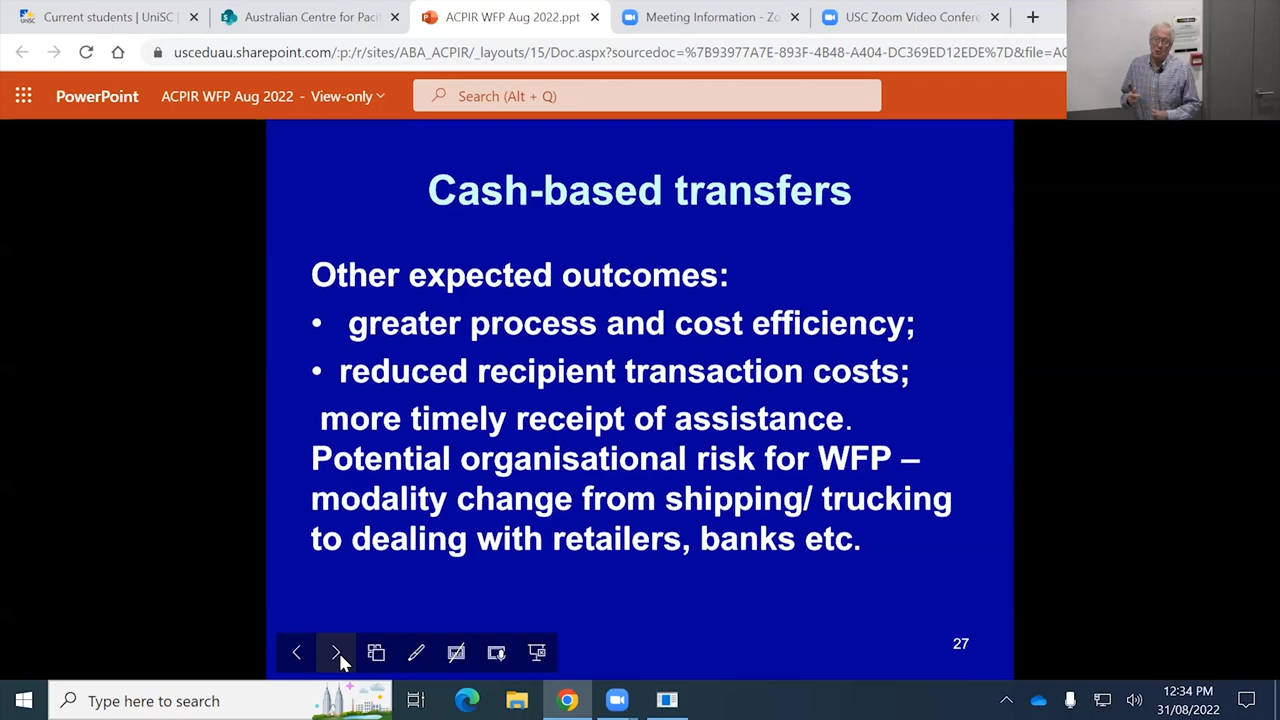 Current students | UniSC |
Australian Centre for Pacif
ACPIR WFP Aug 2022.ppt
Meeting Information - Zo
USC Zoom Video Confere
usceduau.sharepoint.com/:p:/r/sites/ABA_ACPIR/_layouts/15/Doc.aspx?sourcedoc=%7B93977A7E-893F-4B48-A404-DC369ED12EDE%7D&file=AC
PowerPoint
ACPIR WFP Aug 2022 - View-only
Search (Alt + Q)
Cash-based transfers
Other expected outcomes:
• greater process and cost efficiency;
• reduced recipient transaction costs;
more timely receipt of assistance.
Potential organisational risk for WFP –
modality change from shipping/ trucking
to dealing with retailers, banks etc.
27
Type here to search
12:34 PM
31/08/2022